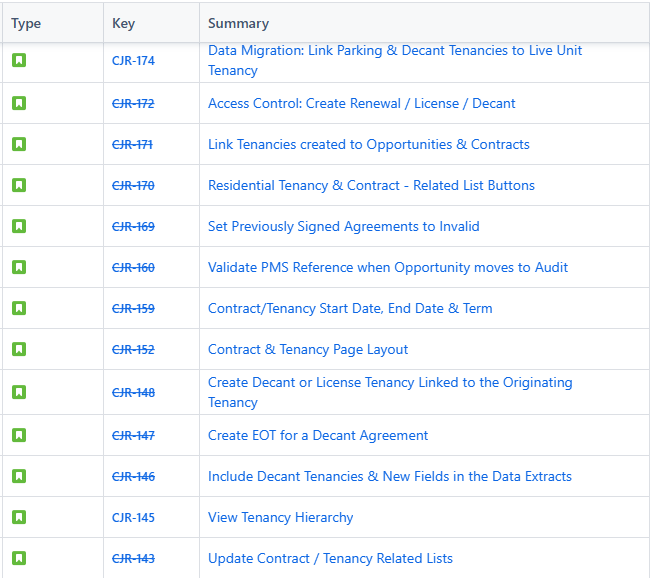 Type Key Summary
CJR-174 Data Migration: Link Parking & Decant Tenancies to Live Unit
Tenancy
CJR-172 Access Control: Create Renewal / License / Decant
CJR-171 Link Tenancies created to Opportunities & Contracts
CJR-170 Residential Tenancy & Contract - Related List Buttons
CJR-169 Set Previously Signed Agreements to Invalid
CJR-160 Validate PMS Reference when Opportunity moves to Audit
CJR-159 Contract/Tenancy Start Date, End Date & Term
CJR-152 Contract & Tenancy Page Layout
CJR-148 Create Decant or License Tenancy Linked to the Originating
Tenancy
CJR-147 Create EOT for a Decant Agreement
CJR-146 Include Decant Tenancies & New Fields in the Data Extracts
CJR-145 View Tenancy Hierarchy
CJR-143 Update Contract / Tenancy Related Lists